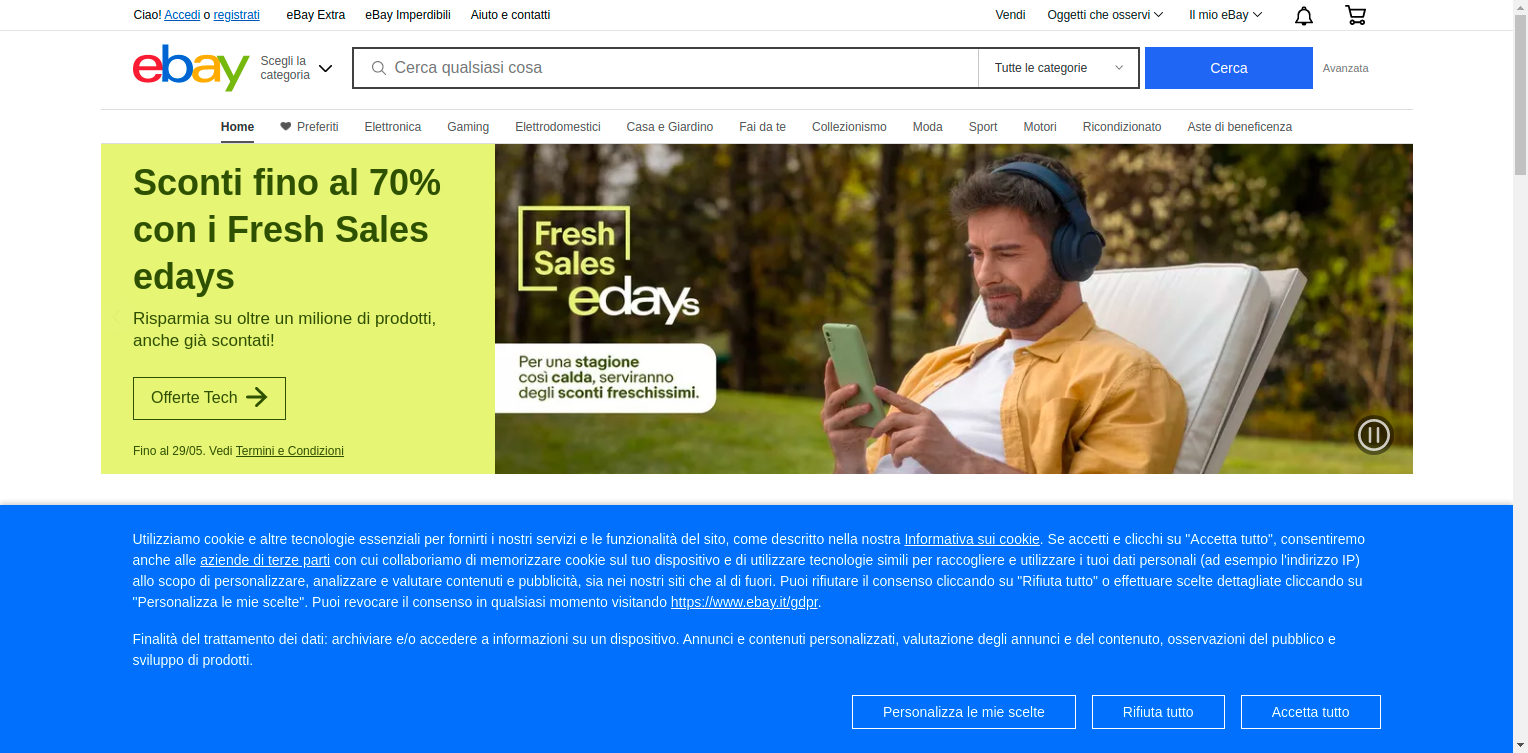 Ciao! Accedi o registrati eBay Extra eBay Imperdibili Aiuto e contatti Vendi Oggetti che osservi Il mio eBay
ebay
Scegli la
categoria
Cerca qualsiasi cosa Tutte le categorie Cerca Avanzata
Home Preferiti Elettronica Gaming Elettrodomestici Casa e Giardino Fai da te Collezionismo Moda Sport Motori Ricondizionato Aste di beneficenza
Sconti fino al 70%
con i Fresh Sales
edays
Risparmia su oltre un milione di prodotti,
anche già scontati!
Offerte Tech
Fino al 29/05. Vedi Termini e Condizioni
Fresh
Sales
edays
Per una stagione
così calda, serviranno
degli sconti freschissimi.
Utilizziamo cookie e altre tecnologie essenziali per fornirti i nostri servizi e le funzionalità del sito, come descritto nella nostra Informativa sui cookie. Se accetti e clicchi su "Accetta tutto", consentiremo
anche alle aziende di terze parti con cui collaboriamo di memorizzare cookie sul tuo dispositivo e di utilizzare tecnologie simili per raccogliere e utilizzare i tuoi dati personali (ad esempio l'indirizzo IP)
allo scopo di personalizzare, analizzare e valutare contenuti e pubblicità, sia nei nostri siti che al di fuori. Puoi rifiutare il consenso cliccando su "Rifiuta tutto" o effettuare scelte dettagliate cliccando su
"Personalizza le mie scelte". Puoi revocare il consenso in qualsiasi momento visitando https://www.ebay.it/gdpr.
Finalità del trattamento dei dati: archiviare e/o accedere a informazioni su un dispositivo. Annunci e contenuti personalizzati, valutazione degli annunci e del contenuto, osservazioni del pubblico e
sviluppo di prodotti.
Personalizza le mie scelte Rifiuta tutto Accetta tutto